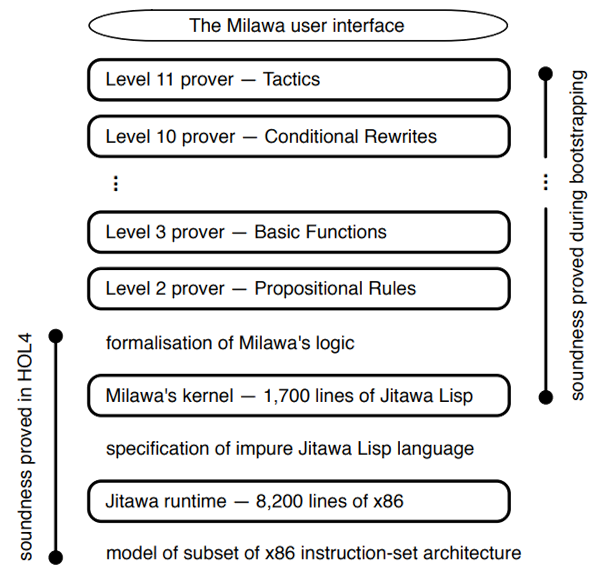 The Milawa user interface
Level 11 prover — Tactics
Level 10 prover — Conditional Rewrites
⋮
Level 3 prover — Basic Functions
Level 2 prover — Propositional Rules
formalisation of Milawa's logic
Milawa's kernel — 1,700 lines of Jitawa Lisp
specification of impure Jitawa Lisp language
Jitawa runtime — 8,200 lines of x86
model of subset of x86 instruction-set architecture
soundness proved in HOL4
soundness proved during bootstrapping